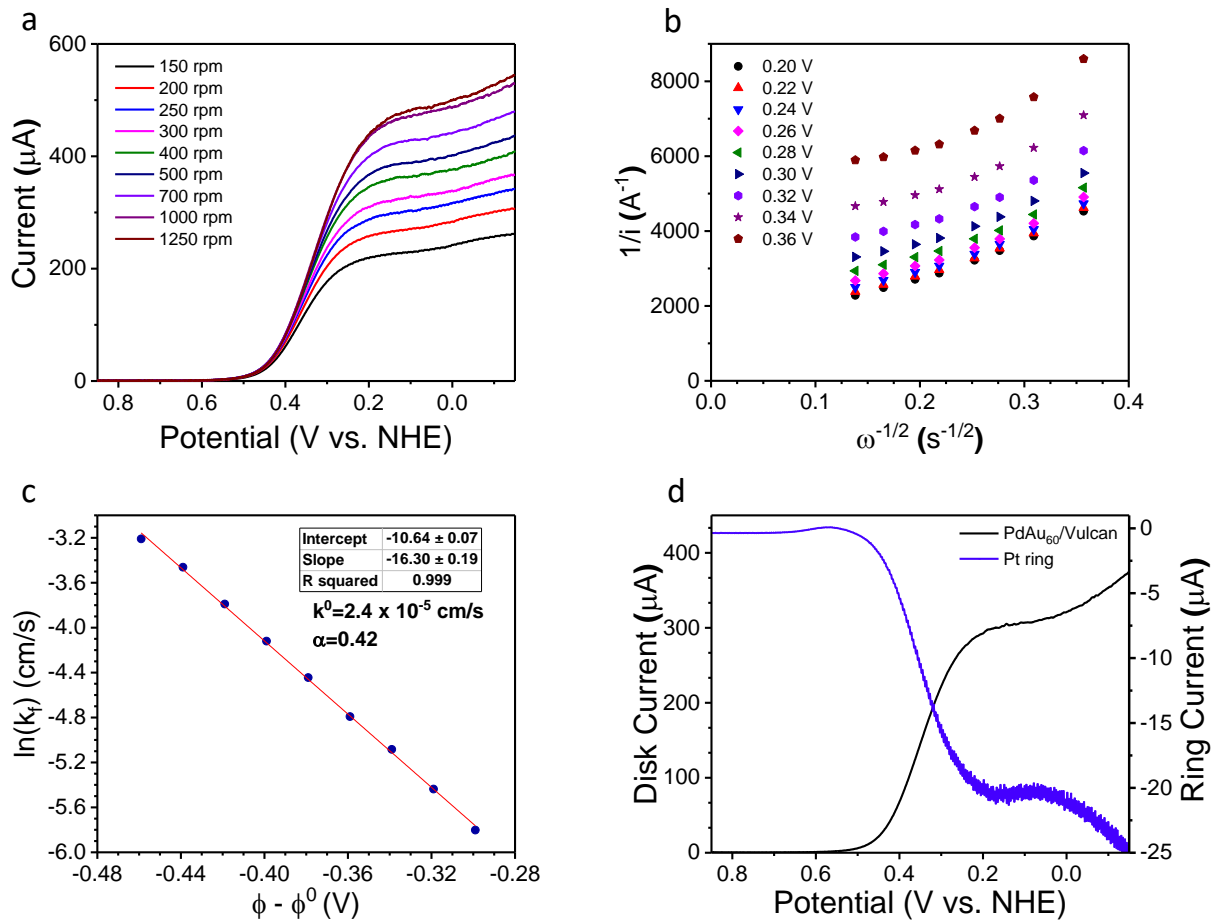 a
600
400
200
0
Current (μA)
150 rpm
200 rpm
250 rpm
300 rpm
400 rpm
500 rpm
700 rpm
1000 rpm
1250 rpm
0.8 0.6 0.4 0.2 0.0
Potential (V vs. NHE)
b
8000
6000
4000
2000
0
1/i (A⁻¹)
0.20 V
0.22 V
0.24 V
0.26 V
0.28 V
0.30 V
0.32 V
0.34 V
0.36 V
0.0 0.1 0.2 0.3 0.4
ω⁻¹/² (s⁻¹/²)
c
-3.2
-3.6
-4.0
-4.4
-4.8
-5.2
-5.6
-6.0
ln(kf) (cm/s)
Intercept -10.64 ± 0.07
Slope -16.30 ± 0.19
R squared 0.999
k⁰=2.4 x 10⁻⁵ cm/s
α=0.42
-0.48 -0.44 -0.40 -0.36 -0.32 -0.28
ϕ - ϕ⁰ (V)
d
400
300
200
100
0
Disk Current (μA)
PdAu₆₀/Vulcan
Pt ring
0
-5
-10
-15
-20
-25
Ring Current (μA)
0.8 0.6 0.4 0.2 0.0
Potential (V vs. NHE)